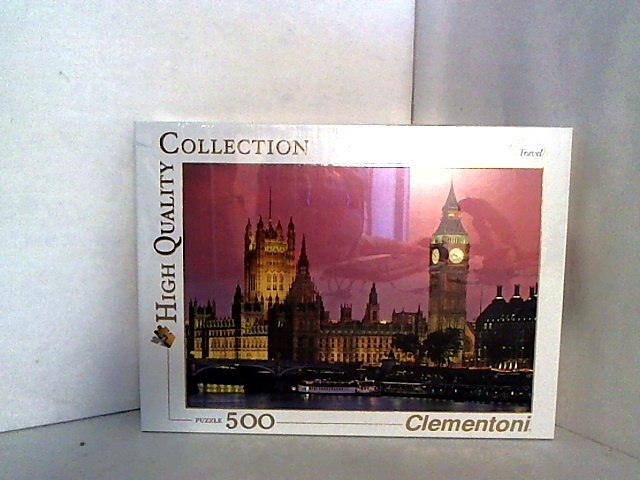 COLLECTION
Travel
HIGH QUALITY
PUZZLE 500
Clementoni